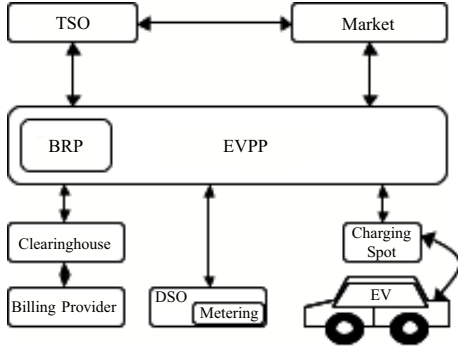 TSO
Market
BRP
EVPP
Clearinghouse
Charging
Spot
Billing Provider
DSO
Metering
EV